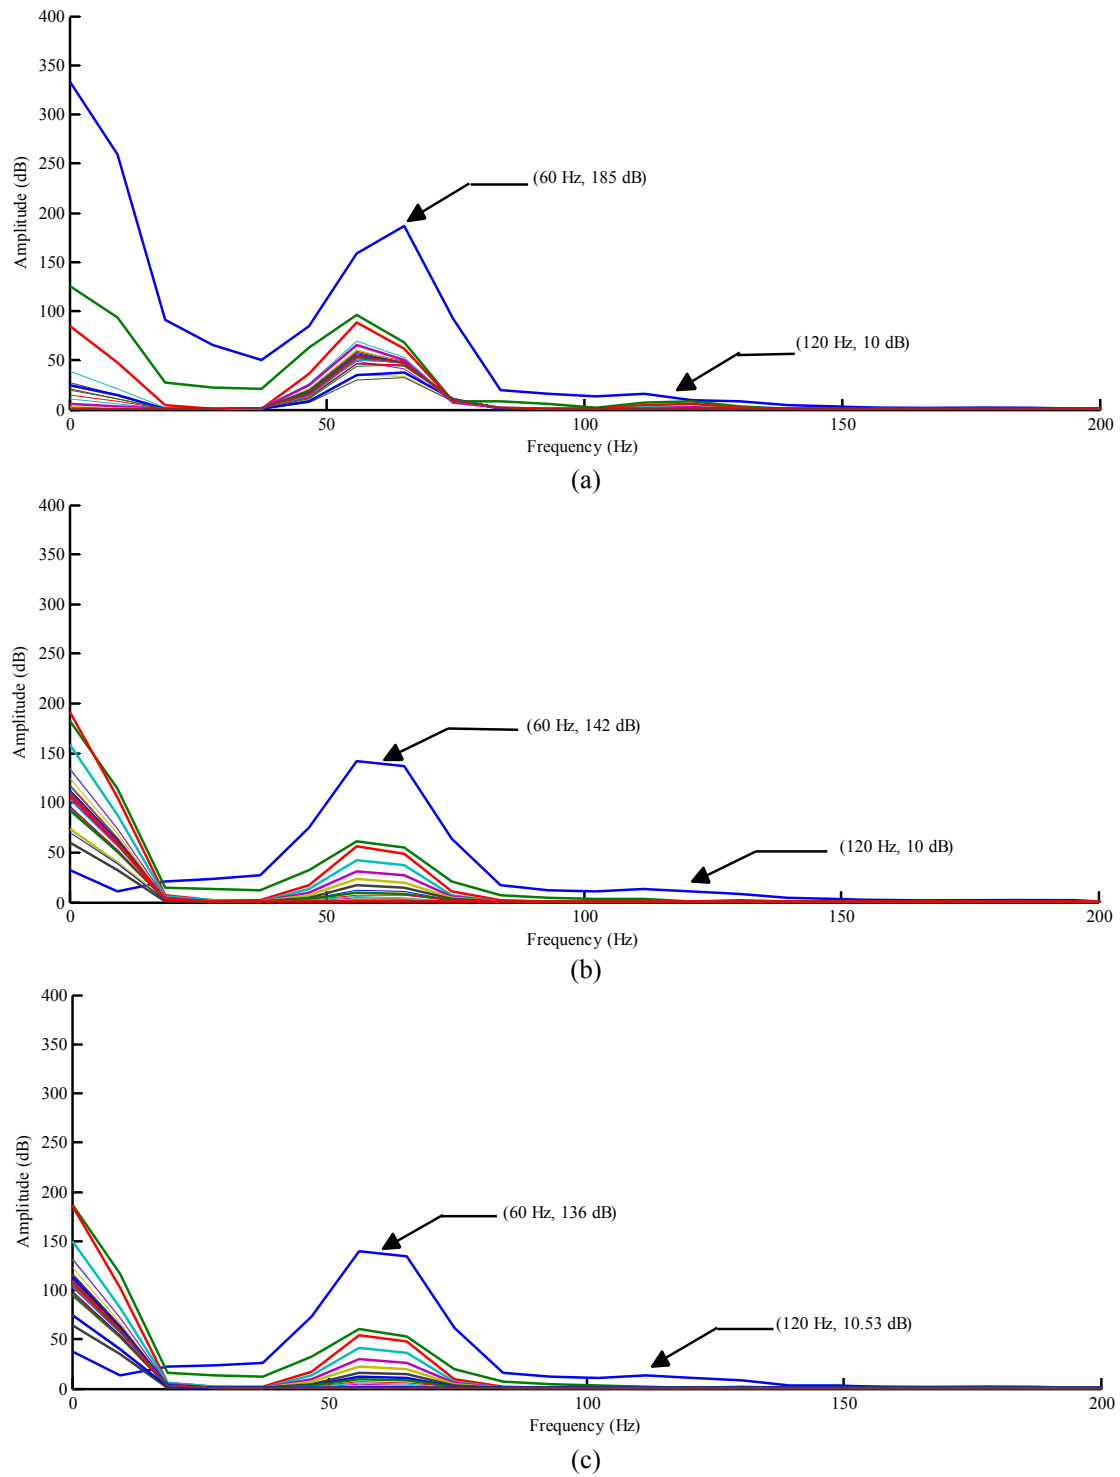 400
350
300
250
200
150
100
50
0
Amplitude (dB)
(60 Hz, 185 dB)
(120 Hz, 10 dB)
0 50 100 150 200
Frequency (Hz)
(a)
400
350
300
250
200
150
100
50
0
Amplitude (dB)
(60 Hz, 142 dB)
(120 Hz, 10 dB)
0 50 100 150 200
Frequency (Hz)
(b)
400
350
300
250
200
150
100
50
0
Amplitude (dB)
(60 Hz, 136 dB)
(120 Hz, 10.53 dB)
0 50 100 150 200
Frequency (Hz)
(c)